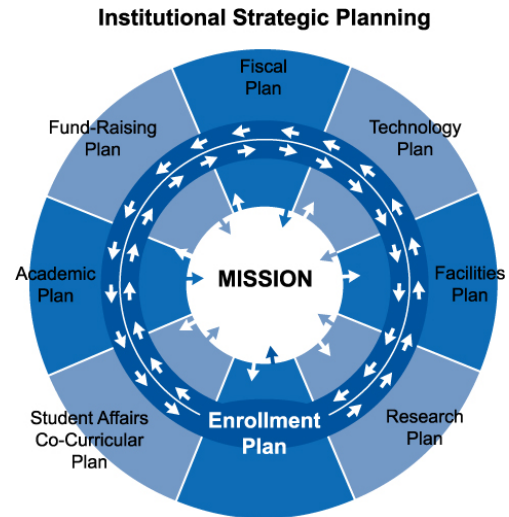 Institutional Strategic Planning
Fiscal
Plan
Fund-Raising
Plan
Technology
Plan
Academic
Plan
MISSION
Facilities
Plan
Student Affairs
Co-Curricular
Plan
Enrollment
Plan
Research
Plan